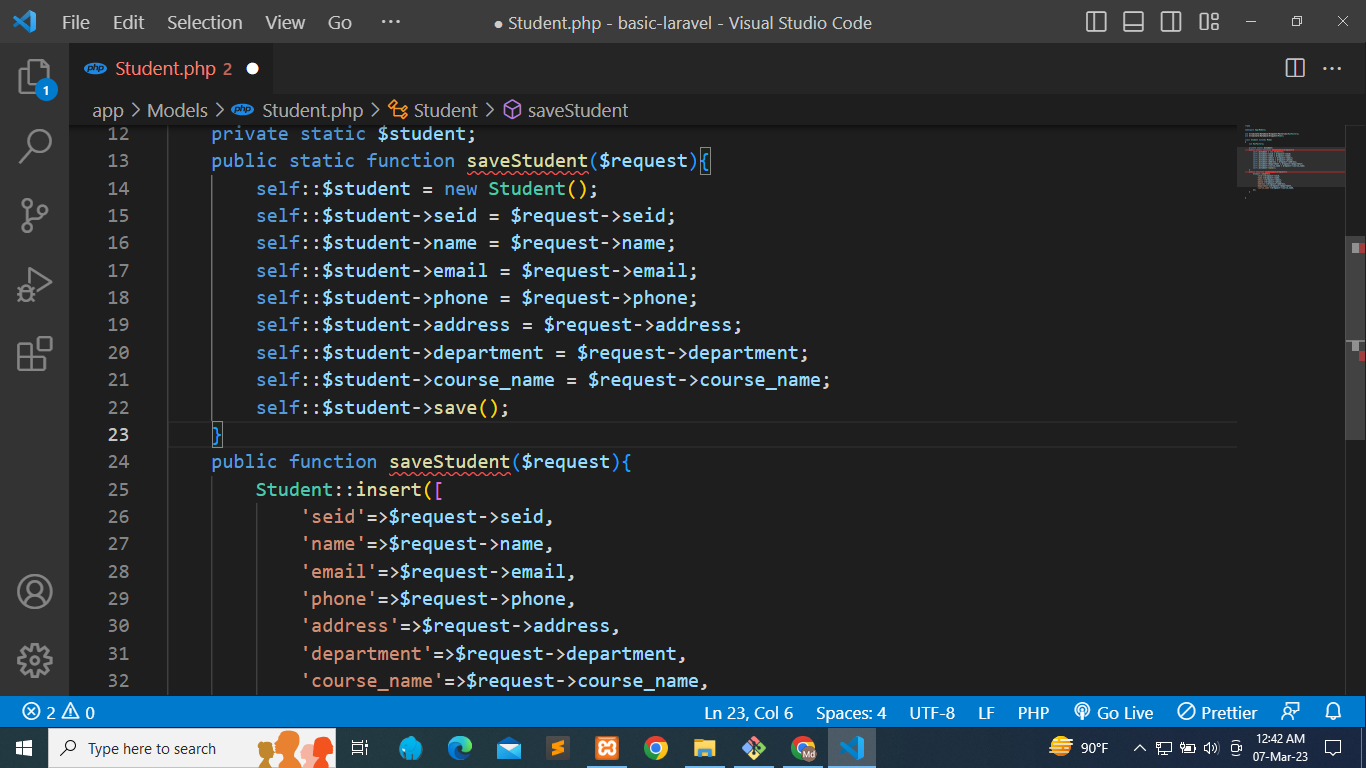 File Edit Selection View Go ··· ● Student.php - basic-laravel - Visual Studio Code
php Student.php 2 ●
1
app > Models > php Student.php > Student > saveStudent
12 private static $student;
13 public static function saveStudent($request){
14 self::$student = new Student();
15 self::$student->seid = $request->seid;
16 self::$student->name = $request->name;
17 self::$student->email = $request->email;
18 self::$student->phone = $request->phone;
19 self::$student->address = $request->address;
20 self::$student->department = $request->department;
21 self::$student->course_name = $request->course_name;
22 self::$student->save();
23 }
24 public function saveStudent($request){
25 Student::insert([
26 'seid'=>$request->seid,
27 'name'=>$request->name,
28 'email'=>$request->email,
29 'phone'=>$request->phone,
30 'address'=>$request->address,
31 'department'=>$request->department,
32 'course_name'=>$request->course_name,
2 0 Ln 23, Col 6 Spaces: 4 UTF-8 LF PHP Go Live Prettier
Type here to search Md 90°F 12:42 AM
07-Mar-23